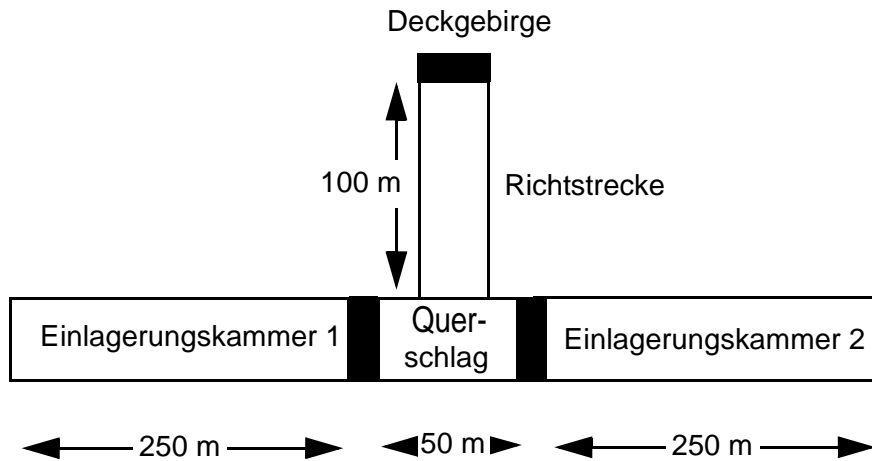 Deckgebirge
100 m
Richtstrecke
Einlagerungskammer 1
Quer-
schlag
Einlagerungskammer 2
250 m
50 m
250 m